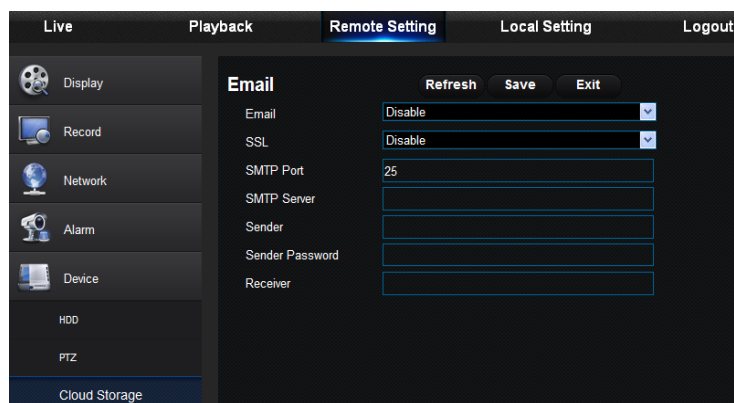 Live Playback Remote Setting Local Setting Logout
Display
Record
Network
Alarm
Device
HDD
PTZ
Cloud Storage
Email Refresh Save Exit
Email Disable
SSL Disable
SMTP Port 25
SMTP Server
Sender
Sender Password
Receiver